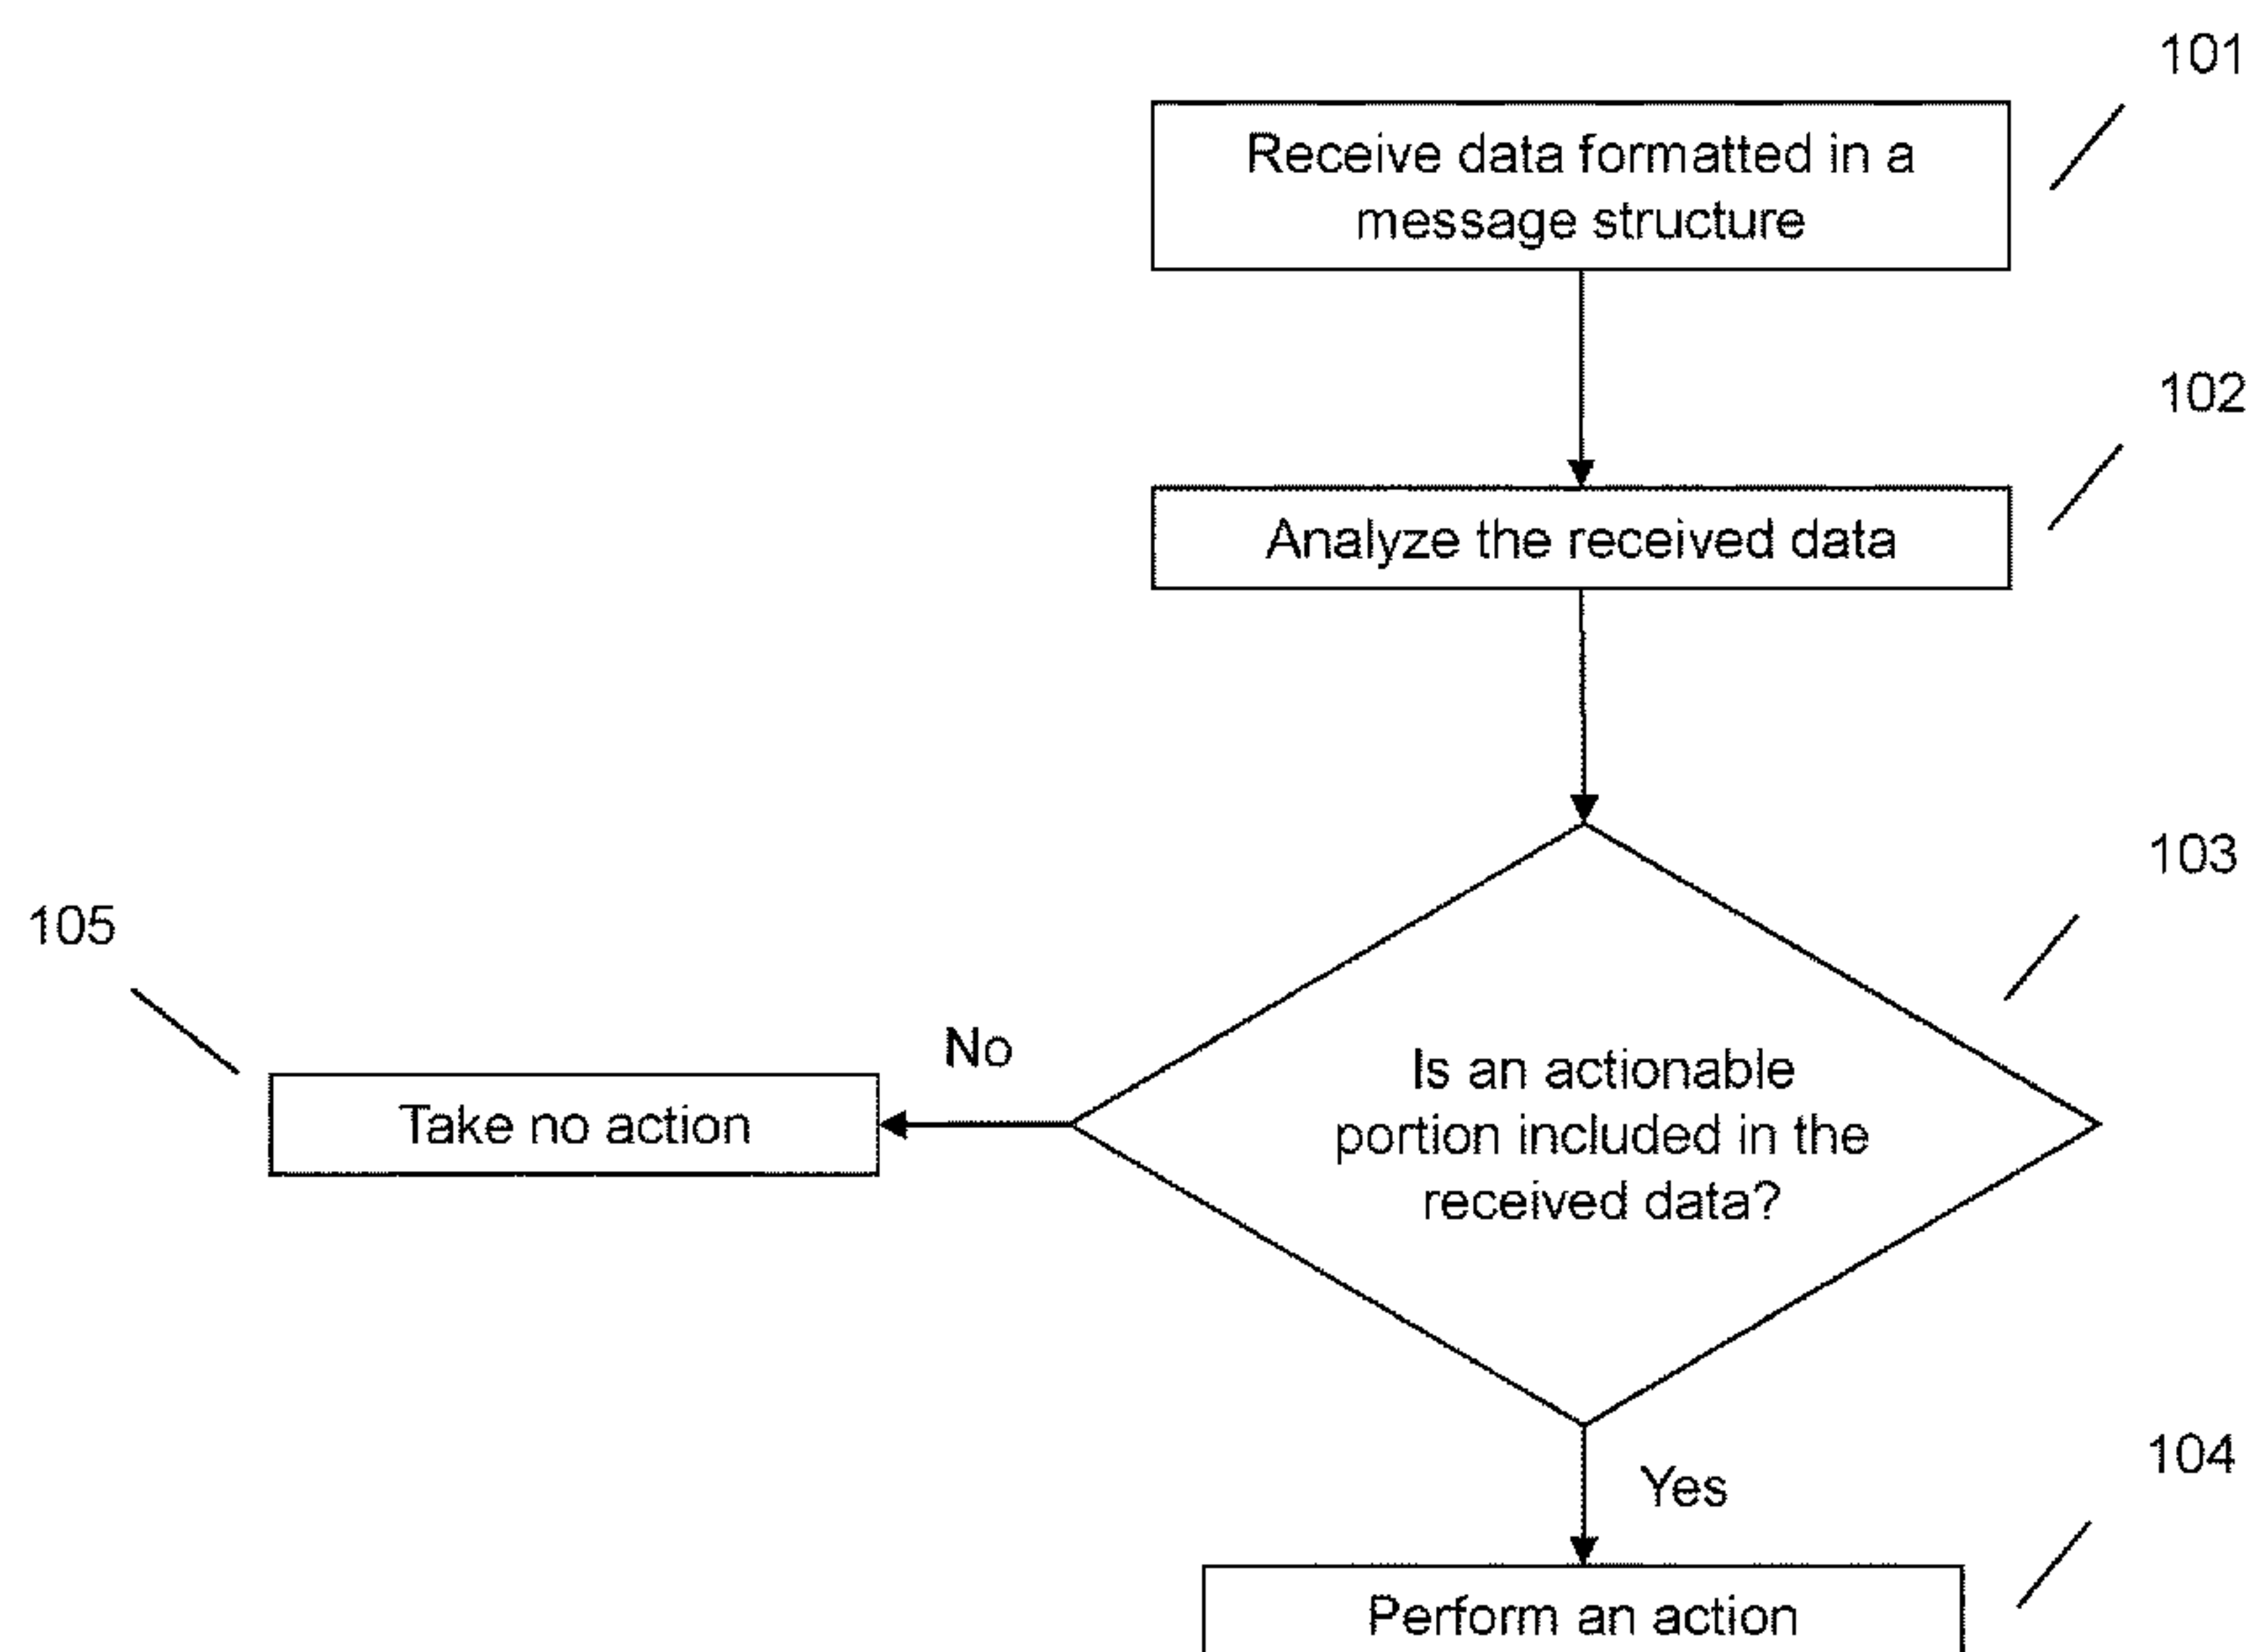 101
Receive data formatted in a
message structure
102
Analyze the received data
103
105
No
Is an actionable
portion included in the
received data?
Take no action
Yes
104
Perform an action